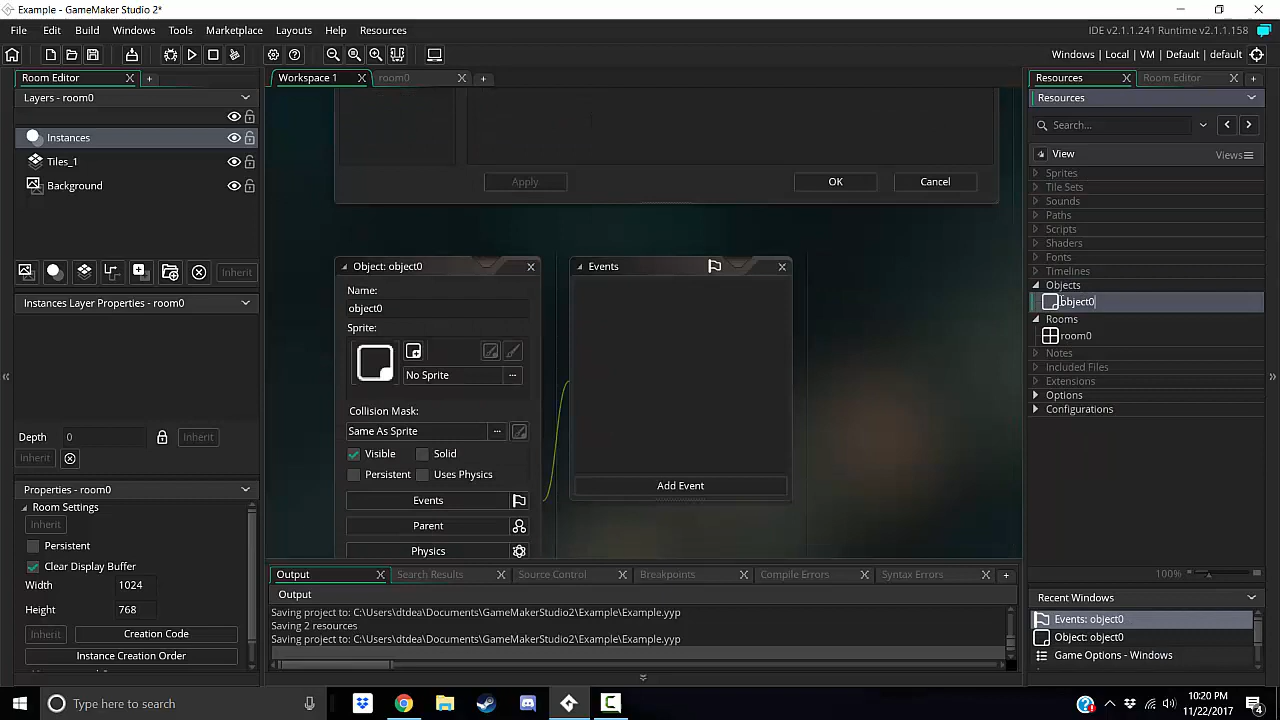 Example - GameMaker Studio 2*
File Edit Build Windows Tools Marketplace Layouts Help Resources
IDE v2.1.1.241 Runtime v2.1.1.158
Windows | Local | VM | Default | default
Room Editor
Layers - room0
Instances
Tiles_1
Background
Inherit
Instances Layer Properties - room0
Depth 0 Inherit
Inherit
Properties - room0
Room Settings
Inherit
Persistent
Clear Display Buffer
Width 1024
Height 768
Inherit Creation Code
Instance Creation Order
Workspace 1 room0
Apply OK Cancel
Object: object0
Name:
object0
Sprite:
No Sprite ...
Collision Mask:
Same As Sprite ...
Visible Solid
Persistent Uses Physics
Events
Parent
Physics
Events
Add Event
Output Search Results Source Control Breakpoints Compile Errors Syntax Errors
Output
Saving project to: C:\Users\dtdea\Documents\GameMakerStudio2\Example\Example.yyp
Saving 2 resources
Saving project to: C:\Users\dtdea\Documents\GameMakerStudio2\Example\Example.yyp
Resources Room Editor
Resources
Search...
View Views
Sprites
Tile Sets
Sounds
Paths
Scripts
Shaders
Fonts
Timelines
Objects
object0
Rooms
room0
Notes
Included Files
Extensions
Options
Configurations
100%
Recent Windows
Events: object0
Object: object0
Game Options - Windows
Type here to search
10:20 PM
11/22/2017